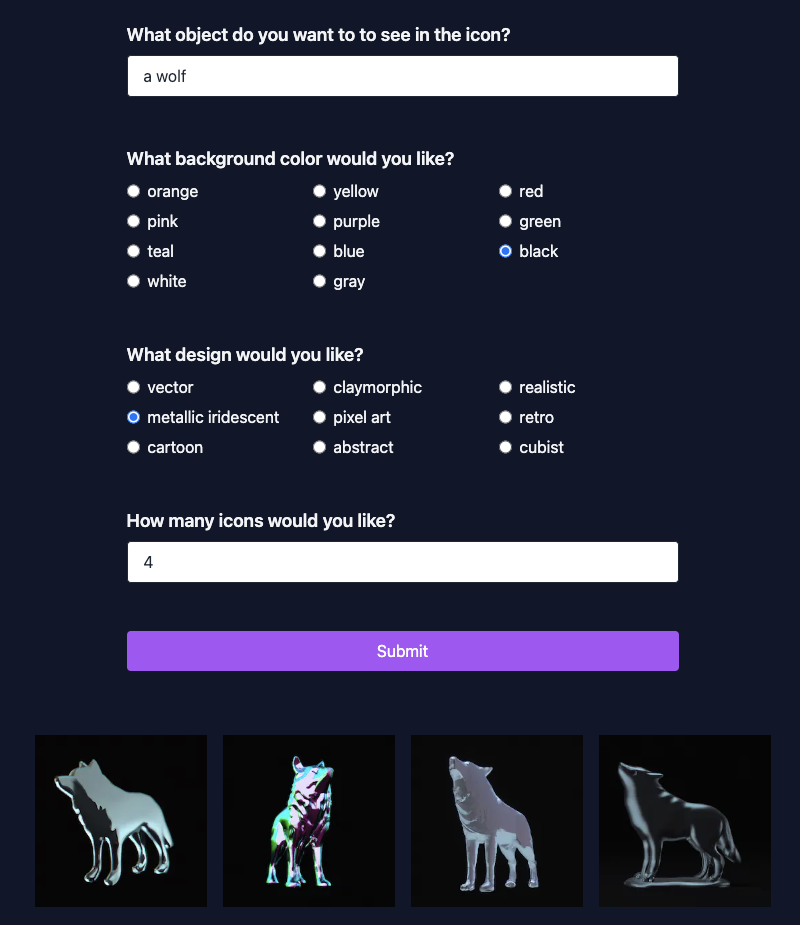 What object do you want to to see in the icon?
a wolf
What background color would you like?
orange yellow red
pink purple green
teal blue black
white gray
What design would you like?
vector claymorphic realistic
metallic iridescent pixel art retro
cartoon abstract cubist
How many icons would you like?
4
Submit